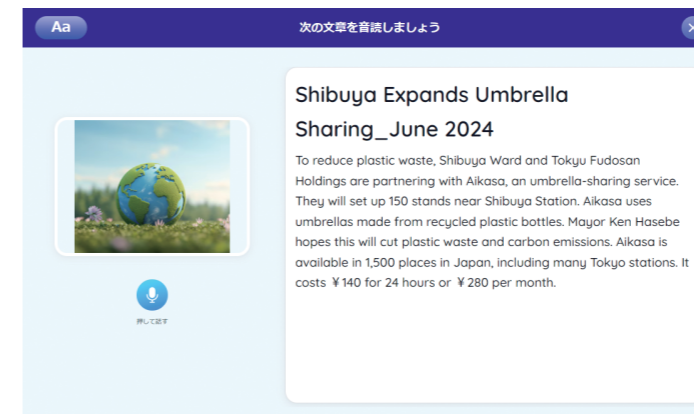 Aa
次の文章を音読しましょう
Shibuya Expands Umbrella
Sharing_June 2024
To reduce plastic waste, Shibuya Ward and Tokyu Fudosan
Holdings are partnering with Aikasa, an umbrella-sharing service.
They will set up 150 stands near Shibuya Station. Aikasa uses
umbrellas made from recycled plastic bottles. Mayor Ken Hasebe
hopes this will cut plastic waste and carbon emissions. Aikasa is
available in 1,500 places in Japan, including many Tokyo stations. It
costs ¥140 for 24 hours or ¥280 per month.
押して話す